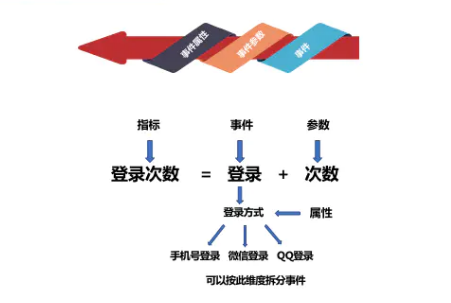 事件属性 事件参数 事件
指标 事件 参数
登录次数 = 登录 + 次数
登录方式 属性
手机号登录 微信登录 QQ登录
可以按此维度拆分事件